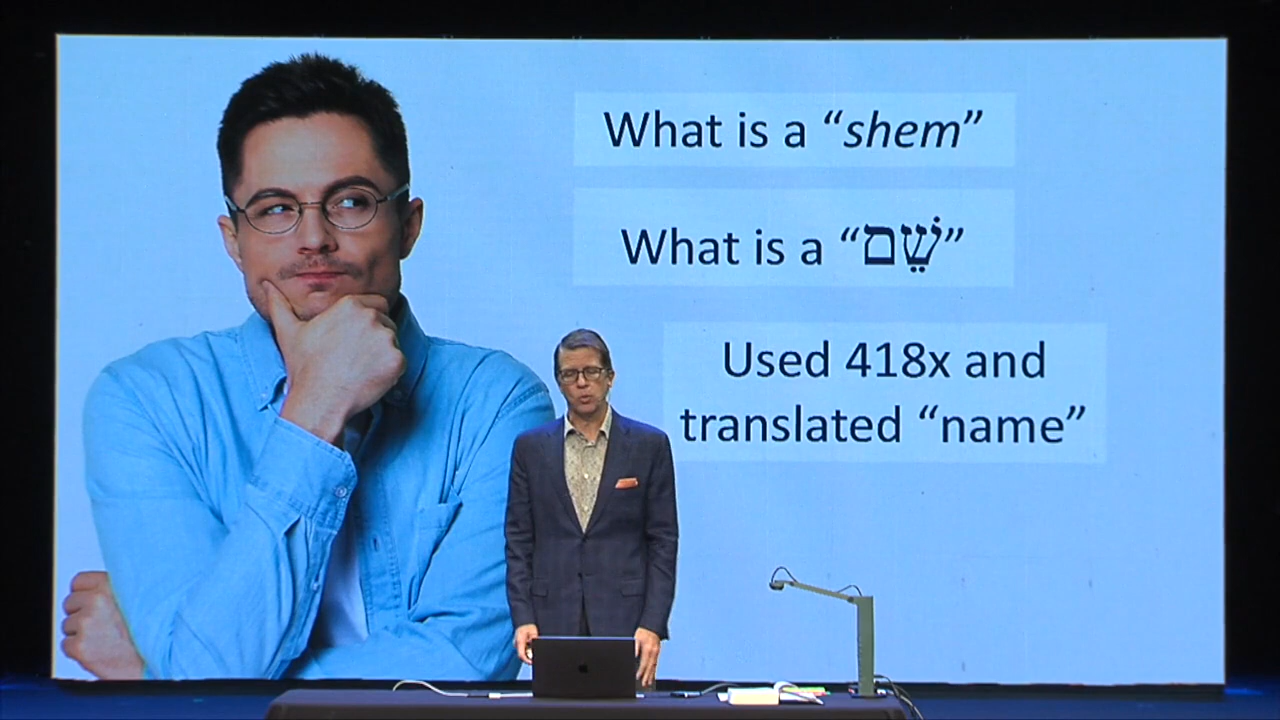 What is a “shem”
What is a “שֵׁם”
Used 418x and
translated “name”